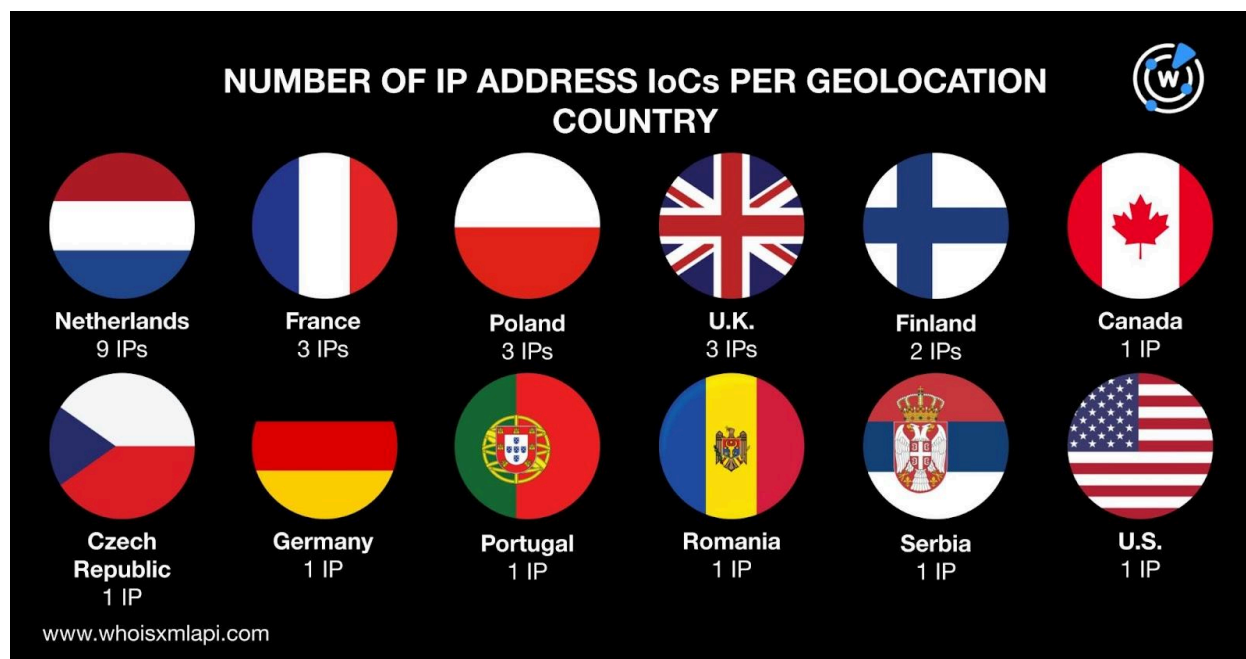 NUMBER OF IP ADDRESS IoCs PER GEOLOCATION
COUNTRY
W
Netherlands
9 IPs
France
3 IPs
Poland
3 IPs
U.K.
3 IPs
Finland
2 IPs
Canada
1 IP
Czech
Republic
1 IP
Germany
1 IP
Portugal
1 IP
Romania
1 IP
Serbia
1 IP
U.S.
1 IP
www.whoisxmlapi.com